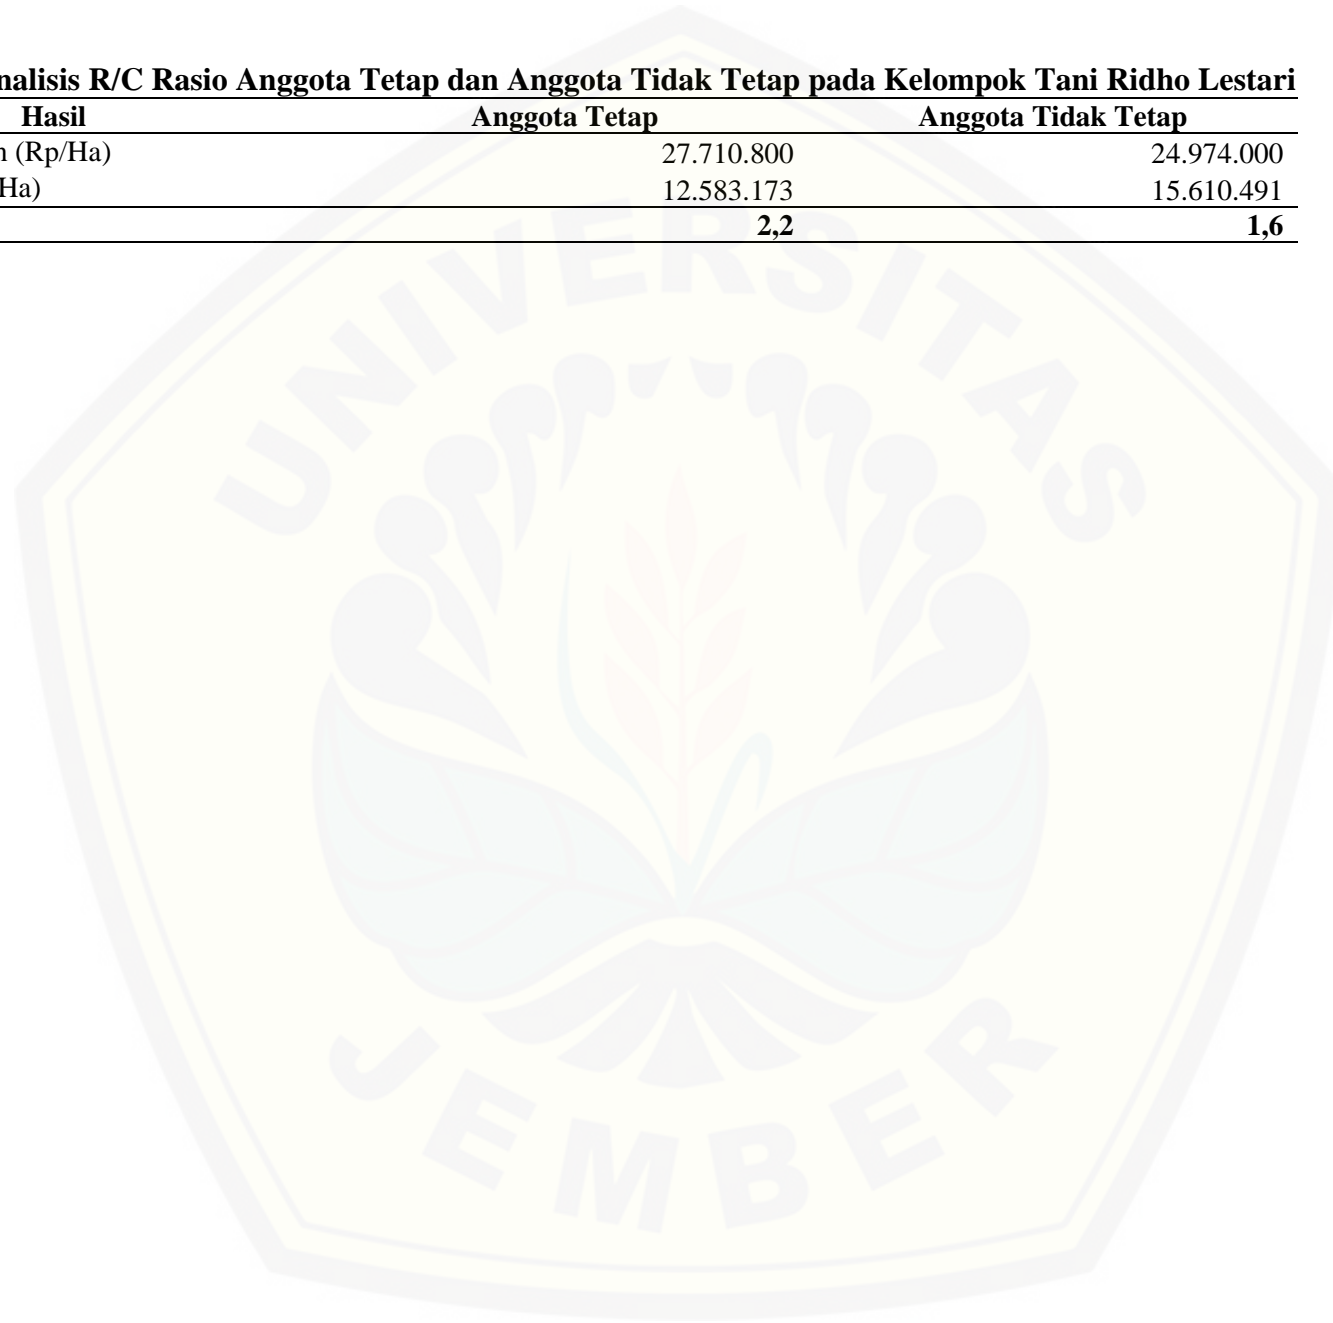 nalisis R/C Rasio Anggota Tetap dan Anggota Tidak Tetap pada Kelompok Tani Ridho Lestari
Hasil Anggota Tetap Anggota Tidak Tetap
n (Rp/Ha) 27.710.800 24.974.000
Ha) 12.583.173 15.610.491
2,2 1,6
UNIVERSITAS
JEMBER